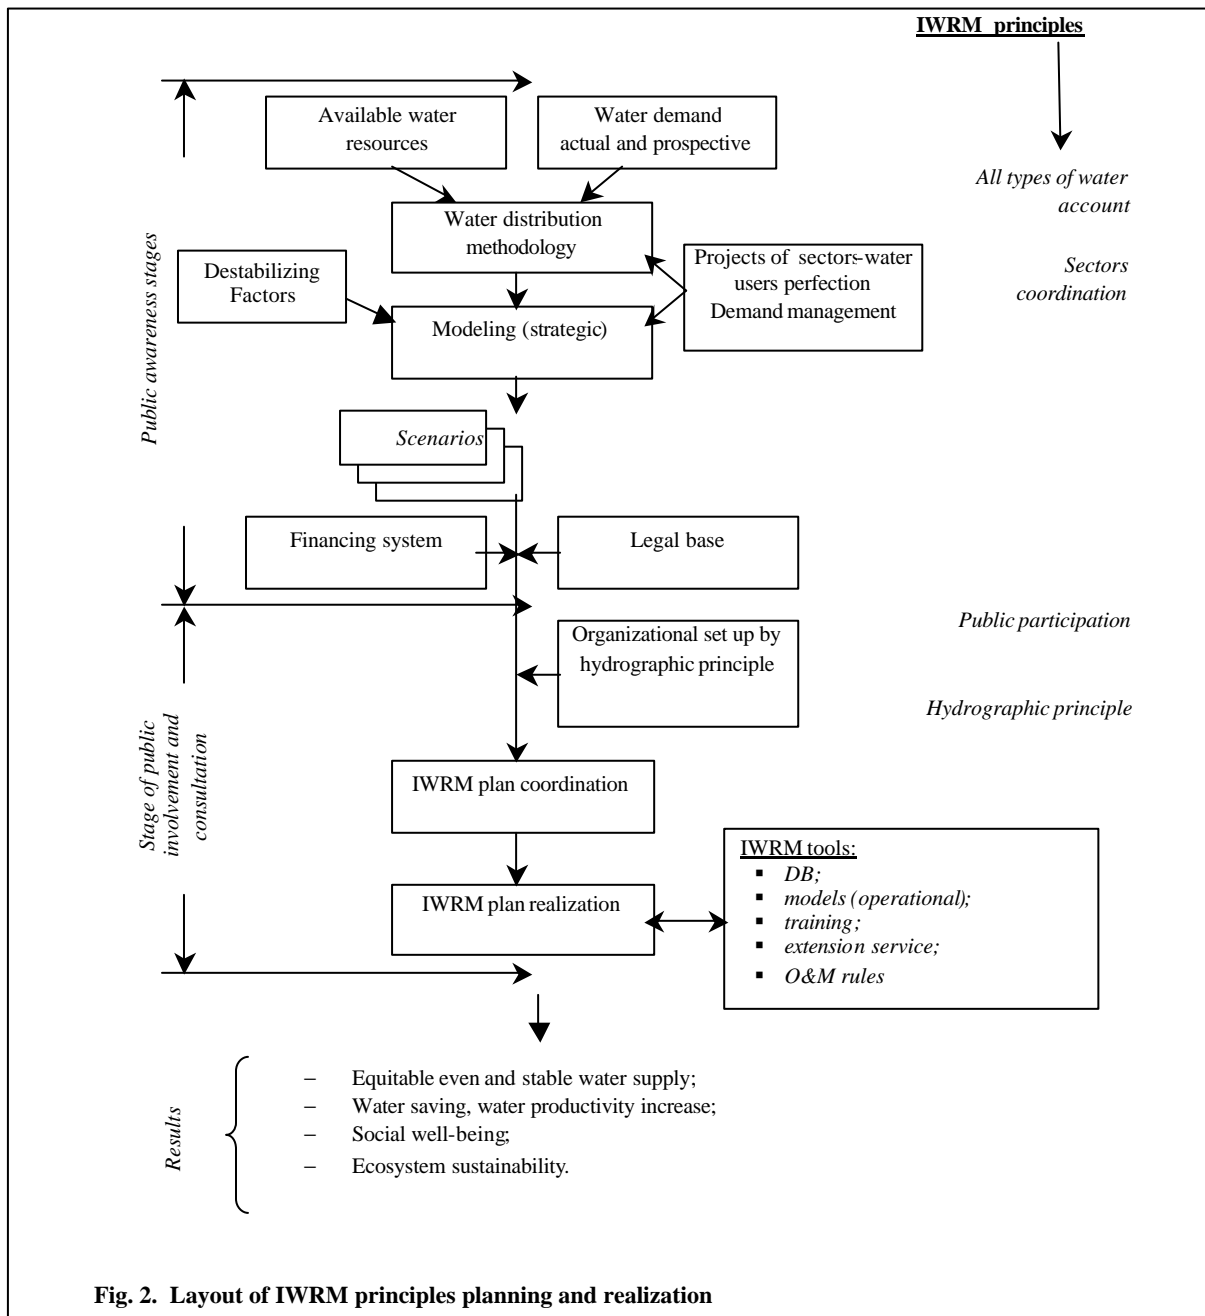 IWRM principles
Available water
resources
Water demand
actual and prospective
All types of water
account
Water distribution
methodology
Destabilizing
Factors
Projects of sectors-water
users perfection
Demand management
Sectors
coordination
Modeling (strategic)
Public awareness stages
Scenarios
Financing system
Legal base
Public participation
Organizational set up by
hydrographic principle
Hydrographic principle
Stage of public
involvement and
consultation
IWRM plan coordination
IWRM plan realization
IWRM tools:
▪ DB;
▪ models (operational);
▪ training;
▪ extension service;
▪ O&M rules
Results
– Equitable even and stable water supply;
– Water saving, water productivity increase;
– Social well-being;
– Ecosystem sustainability.
Fig. 2. Layout of IWRM principles planning and realization